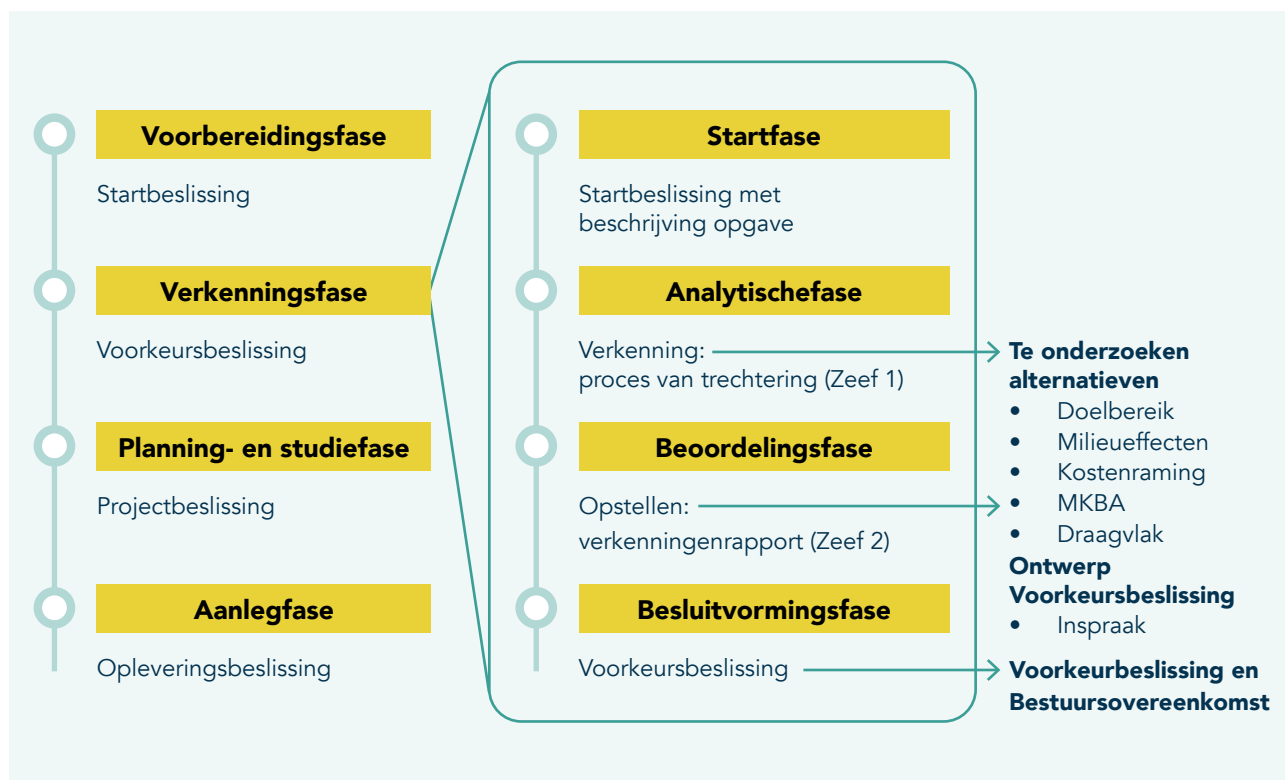 Voorbereidingsfase
Startbeslissing
Verkenningsfase
Voorkeursbeslissing
Planning- en studiefase
Projectbeslissing
Aanlegfase
Opleveringsbeslissing
Startfase
Startbeslissing met
beschrijving opgave
Analytischefase
Verkenning:
proces van trechtering (Zeef 1)
Beoordelingsfase
Opstellen:
verkenningenrapport (Zeef 2)
Besluitvormingsfase
Voorkeursbeslissing
Te onderzoeken
alternatieven
• Doelbereik
• Milieueffecten
• Kostenraming
• MKBA
• Draagvlak
Ontwerp
Voorkeursbeslissing
• Inspraak
Voorkeurbeslissing en
Bestuursovereenkomst